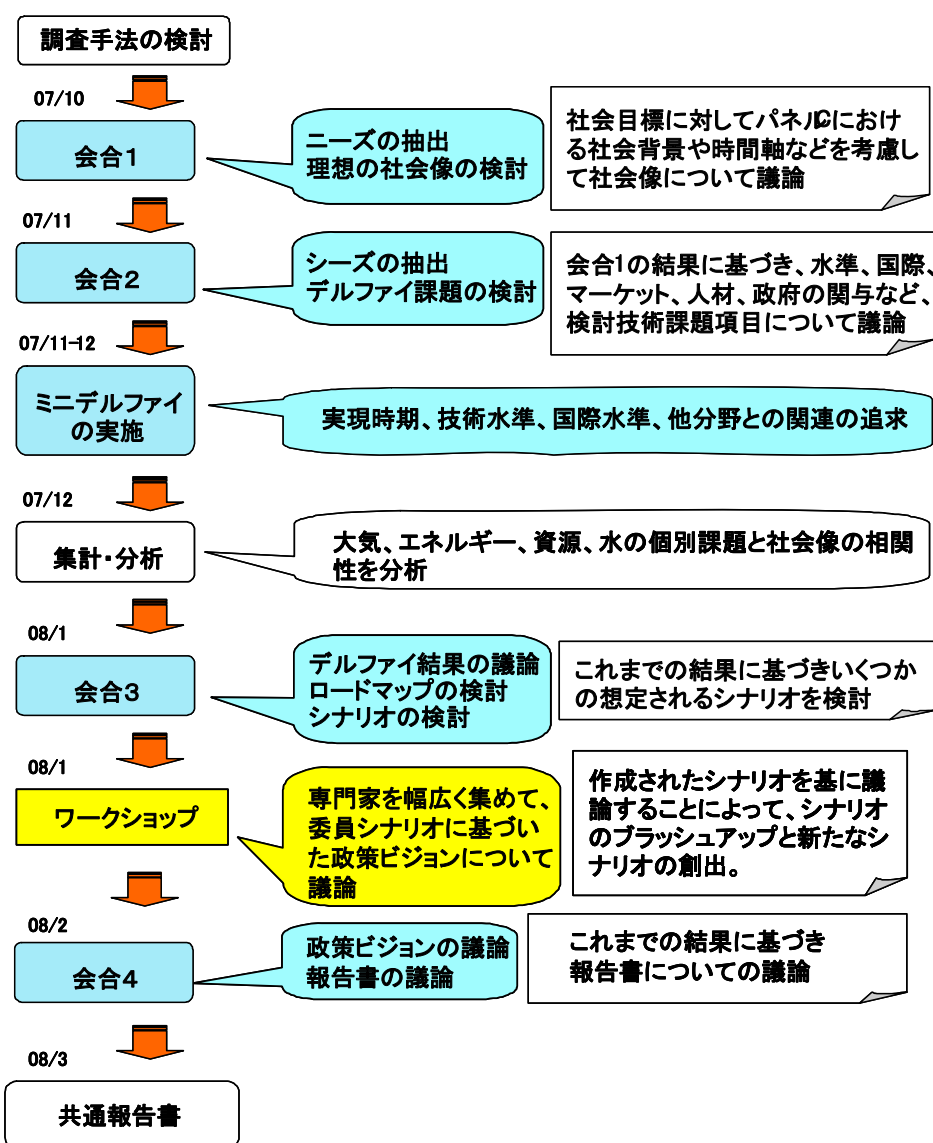 調査手法の検討
07/10
会合1
ニーズの抽出
理想の社会像の検討
社会目標に対してパネルCにおけ
る社会背景や時間軸などを考慮し
て社会像について議論
07/11
会合2
シーズの抽出
デルファイ課題の検討
会合1の結果に基づき、水準、国際、
マーケット、人材、政府の関与など、
検討技術課題項目について議論
07/11-12
ミニデルファイ
の実施
実現時期、技術水準、国際水準、他分野との関連の追求
07/12
集計・分析
大気、エネルギー、資源、水の個別課題と社会像の相関
性を分析
08/1
会合3
デルファイ結果の議論
ロードマップの検討
シナリオの検討
これまでの結果に基づきいくつか
の想定されるシナリオを検討
08/1
ワークショップ
専門家を幅広く集めて、
委員シナリオに基づい
た政策ビジョンについて
議論
作成されたシナリオを基に議
論することによって、シナリオ
のブラッシュアップと新たなシ
ナリオの創出。
08/2
会合4
政策ビジョンの議論
報告書の議論
これまでの結果に基づき
報告書についての議論
08/3
共通報告書